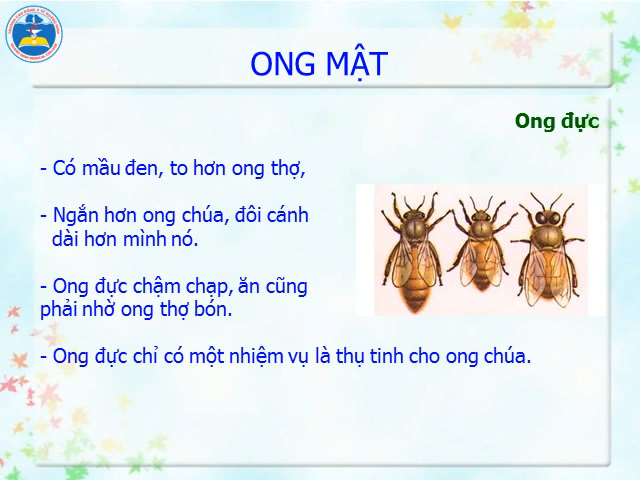 ONG MẬT
Ong đực
- Có mầu đen, to hơn ong thợ,
- Ngắn hơn ong chúa, đôi cánh
dài hơn mình nó.
- Ong đực chậm chạp, ăn cũng
phải nhờ ong thợ bón.
- Ong đực chỉ có một nhiệm vụ là thụ tinh cho ong chúa.